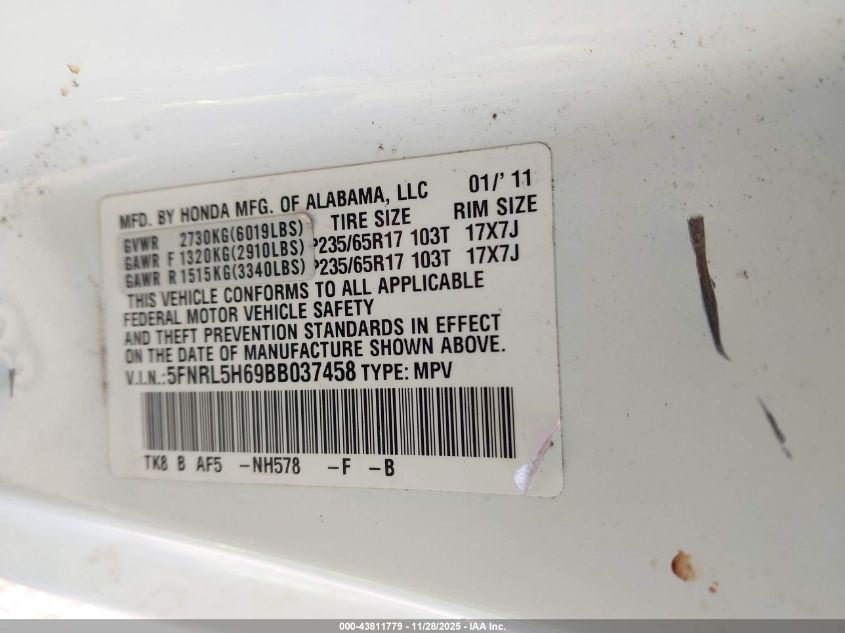 MFD. BY HONDA MFG. OF ALABAMA, LLC 01/' 11
GVWR 2730KG(6019LBS) TIRE SIZE RIM SIZE
GAWR F 1320KG(2910LBS) P235/65R17 103T 17X7J
GAWR R 1515KG(3340LBS) P235/65R17 103T 17X7J
THIS VEHICLE CONFORMS TO ALL APPLICABLE
FEDERAL MOTOR VEHICLE SAFETY
AND THEFT PREVENTION STANDARDS IN EFFECT
ON THE DATE OF MANUFACTURE SHOWN ABOVE.
V.I.N.:5FNRL5H69BB037458 TYPE: MPV
TK8 B AF5 -NH578 -F -B
000-43811779 | 11/28/2025 - IAA Inc.